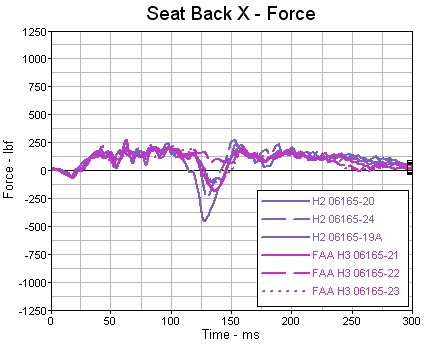 Seat Back X - Force
1250
1000
750
500
250
0
-250
-500
-750
-1000
-1250
Force - lbf
H2 06165-20
H2 06165-24
H2 06165-19A
FAA H3 06165-21
FAA H3 06165-22
FAA H3 06165-23
0 50 100 150 200 250 300
Time - ms